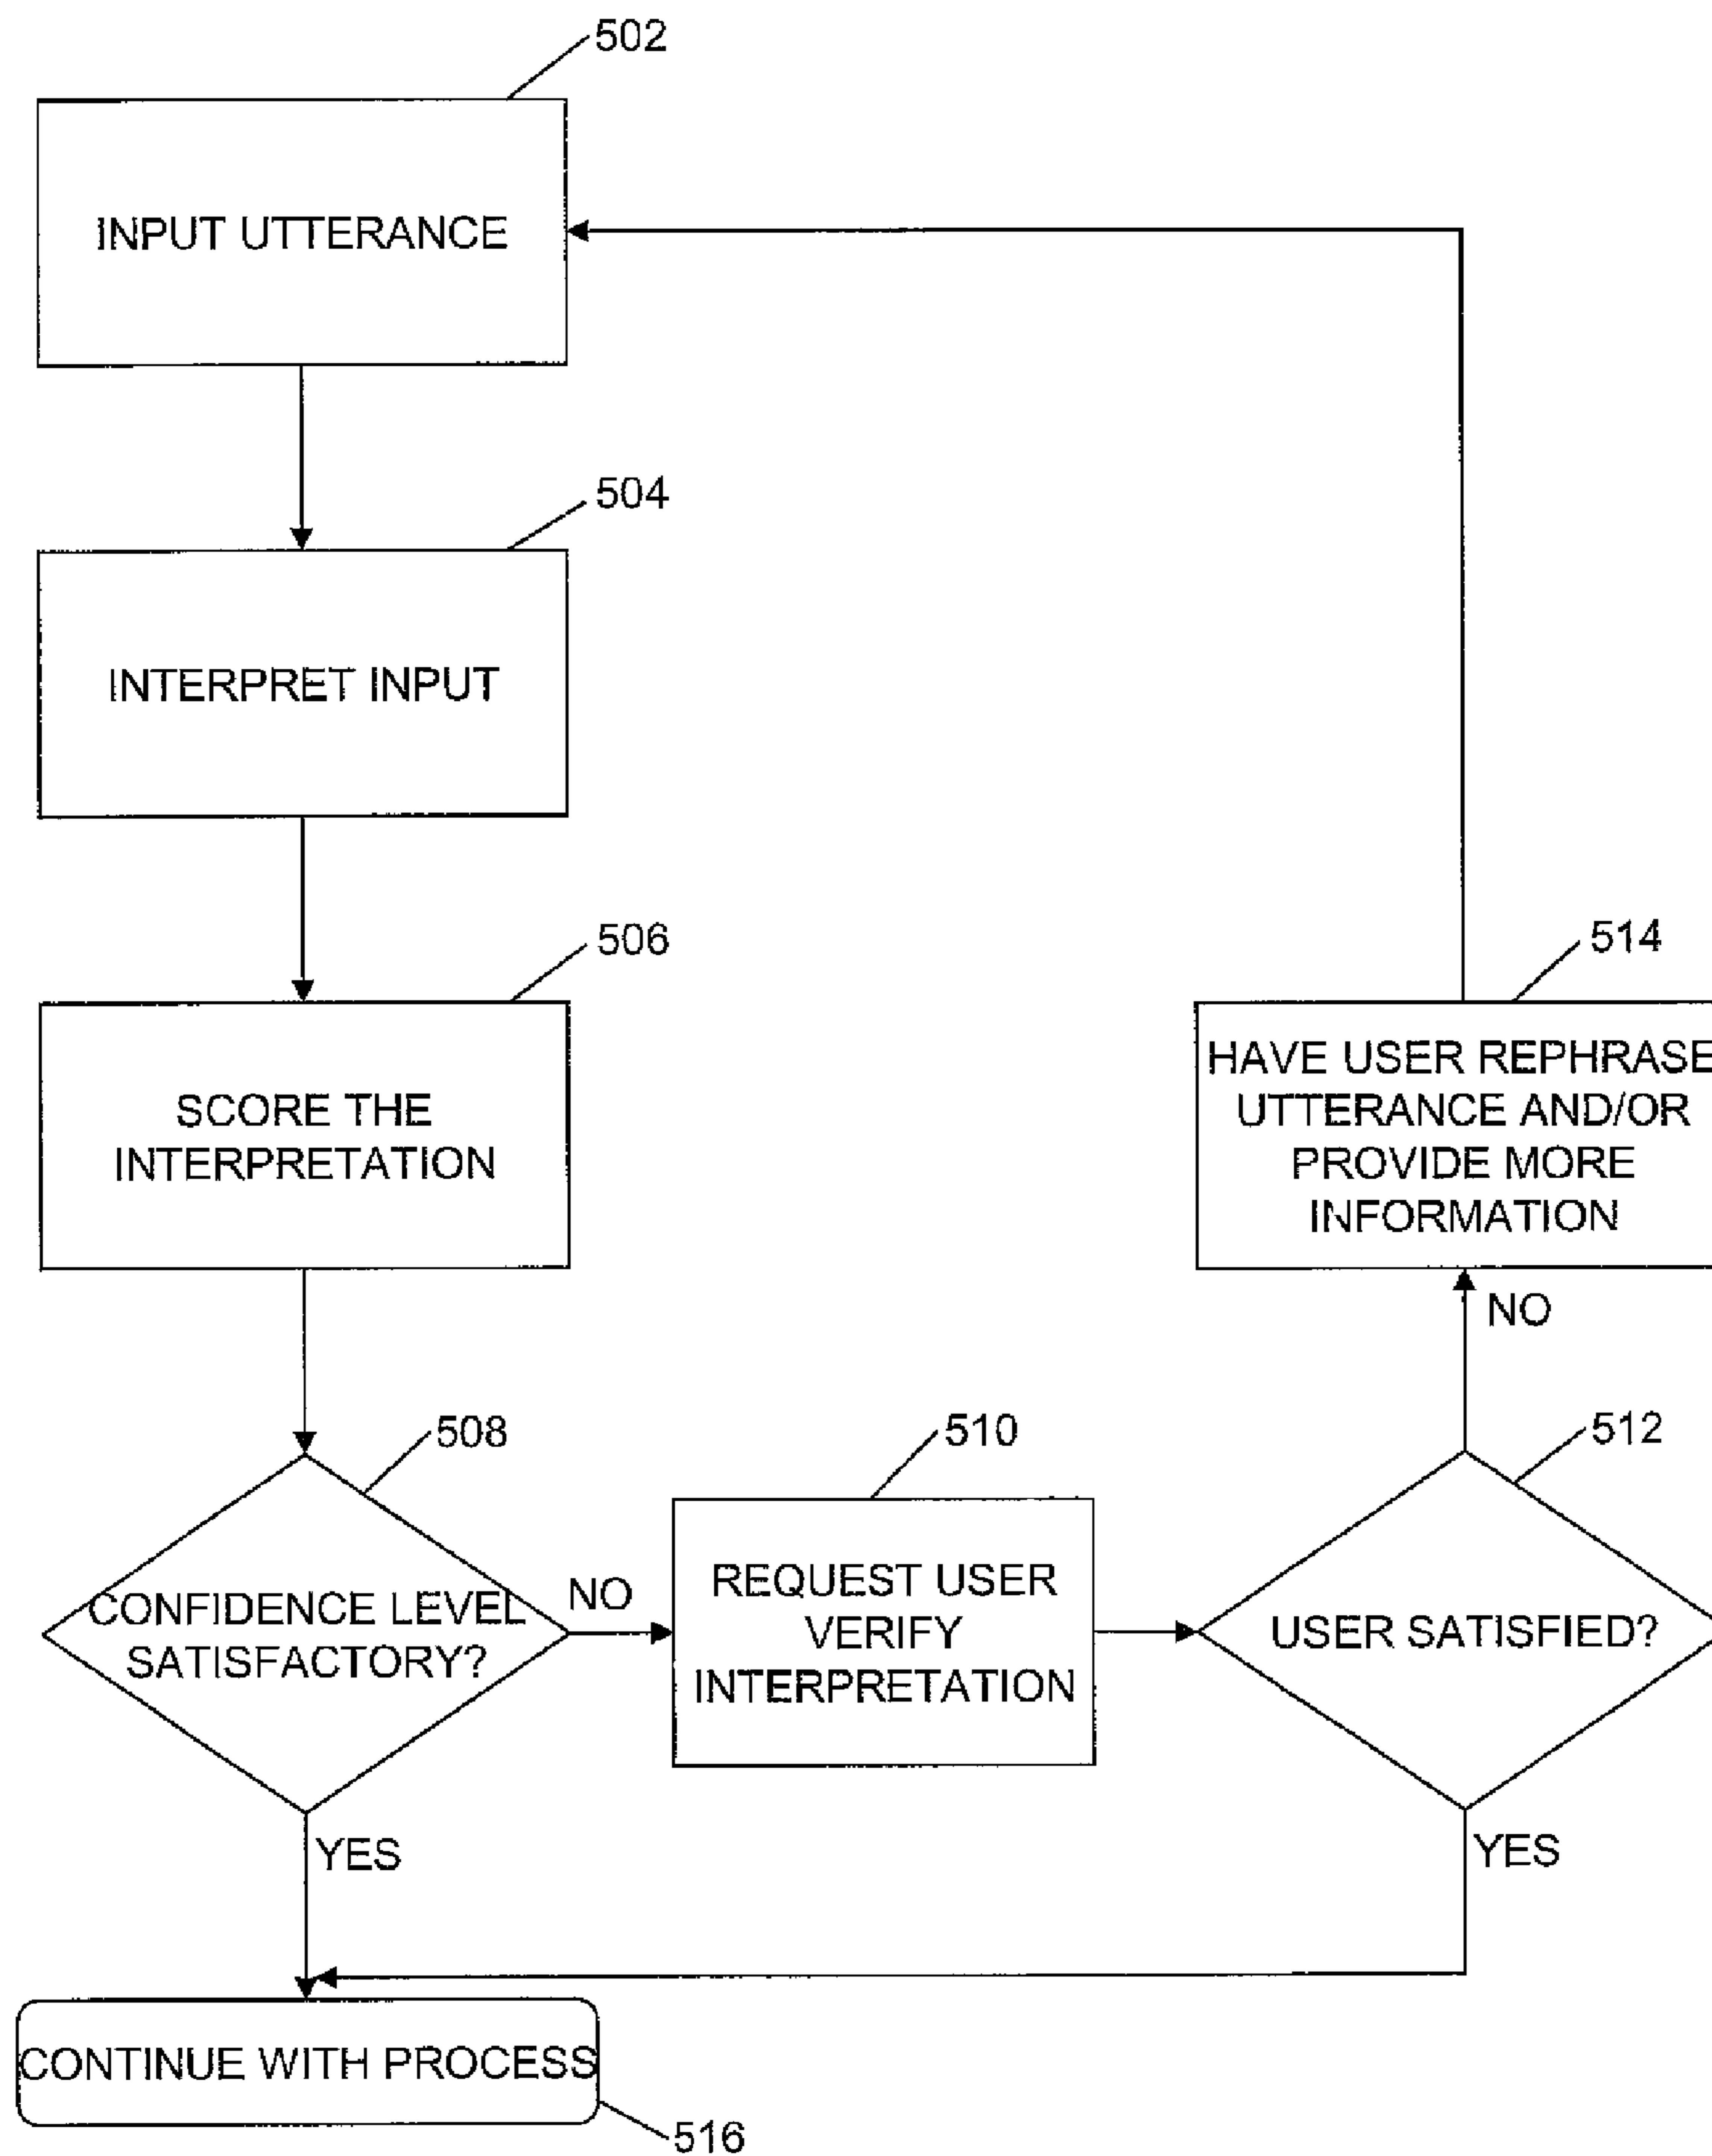 502
INPUT UTTERANCE
504
INTERPRET INPUT
506
SCORE THE
INTERPRETATION
514
HAVE USER REPHRASE
UTTERANCE AND/OR
PROVIDE MORE
INFORMATION
NO
508
CONFIDENCE LEVEL
SATISFACTORY?
NO
510
REQUEST USER
VERIFY
INTERPRETATION
512
USER SATISFIED?
YES
YES
CONTINUE WITH PROCESS
516